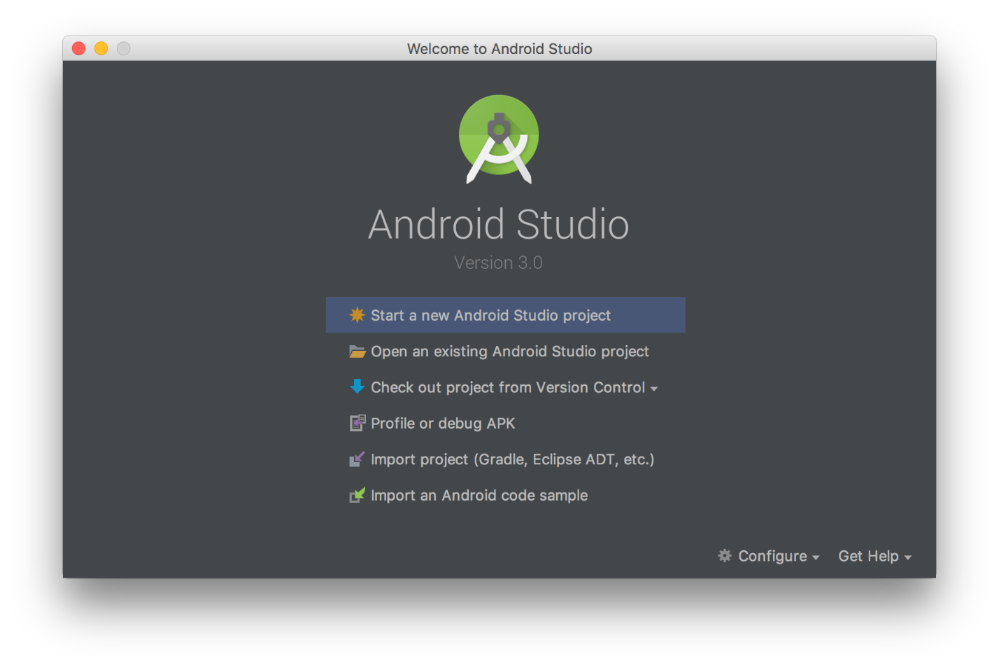 Welcome to Android Studio
Android Studio
Version 3.0
Start a new Android Studio project
Open an existing Android Studio project
Check out project from Version Control
Profile or debug APK
Import project (Gradle, Eclipse ADT, etc.)
Import an Android code sample
Configure Get Help